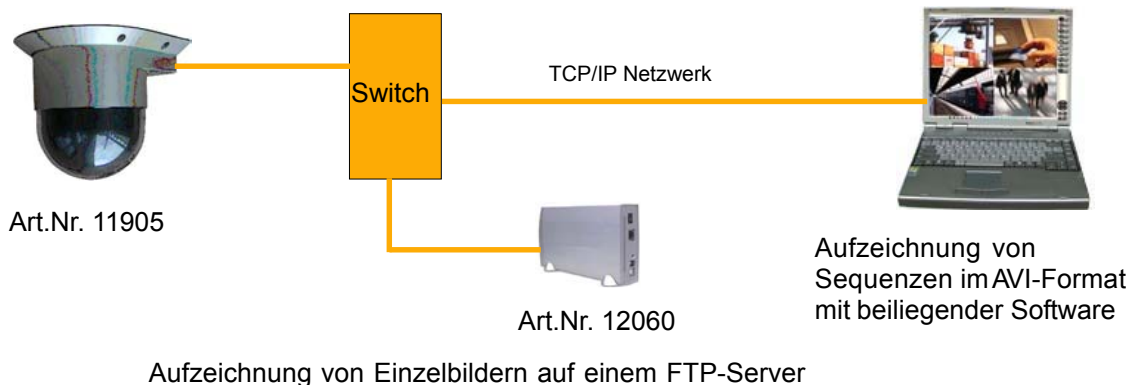 TCP/IP Netzwerk
Switch
Art.Nr. 11905
Aufzeichnung von
Sequenzen im AVI-Format
mit beiliegender Software
Art.Nr. 12060
Aufzeichnung von Einzelbildern auf einem FTP-Server